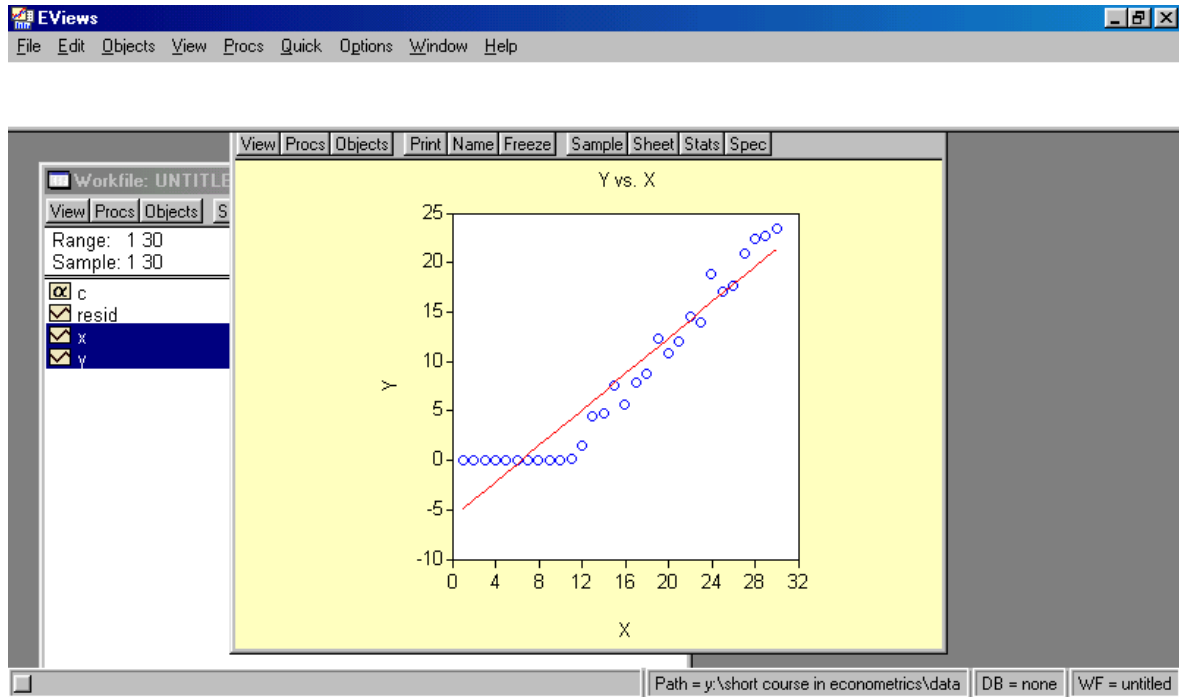 EViews
File Edit Objects View Procs Quick Options Window Help
View Procs Objects Print Name Freeze Sample Sheet Stats Spec
Workfile: UNTITLE
View Procs Objects S
Range: 1 30
Sample: 1 30
c
resid
x
y
Y vs. X
25
20
15
10
5
0
-5
-10
Y
0 4 8 12 16 20 24 28 32
X
Path = y:\short course in econometrics\data DB = none WF = untitled